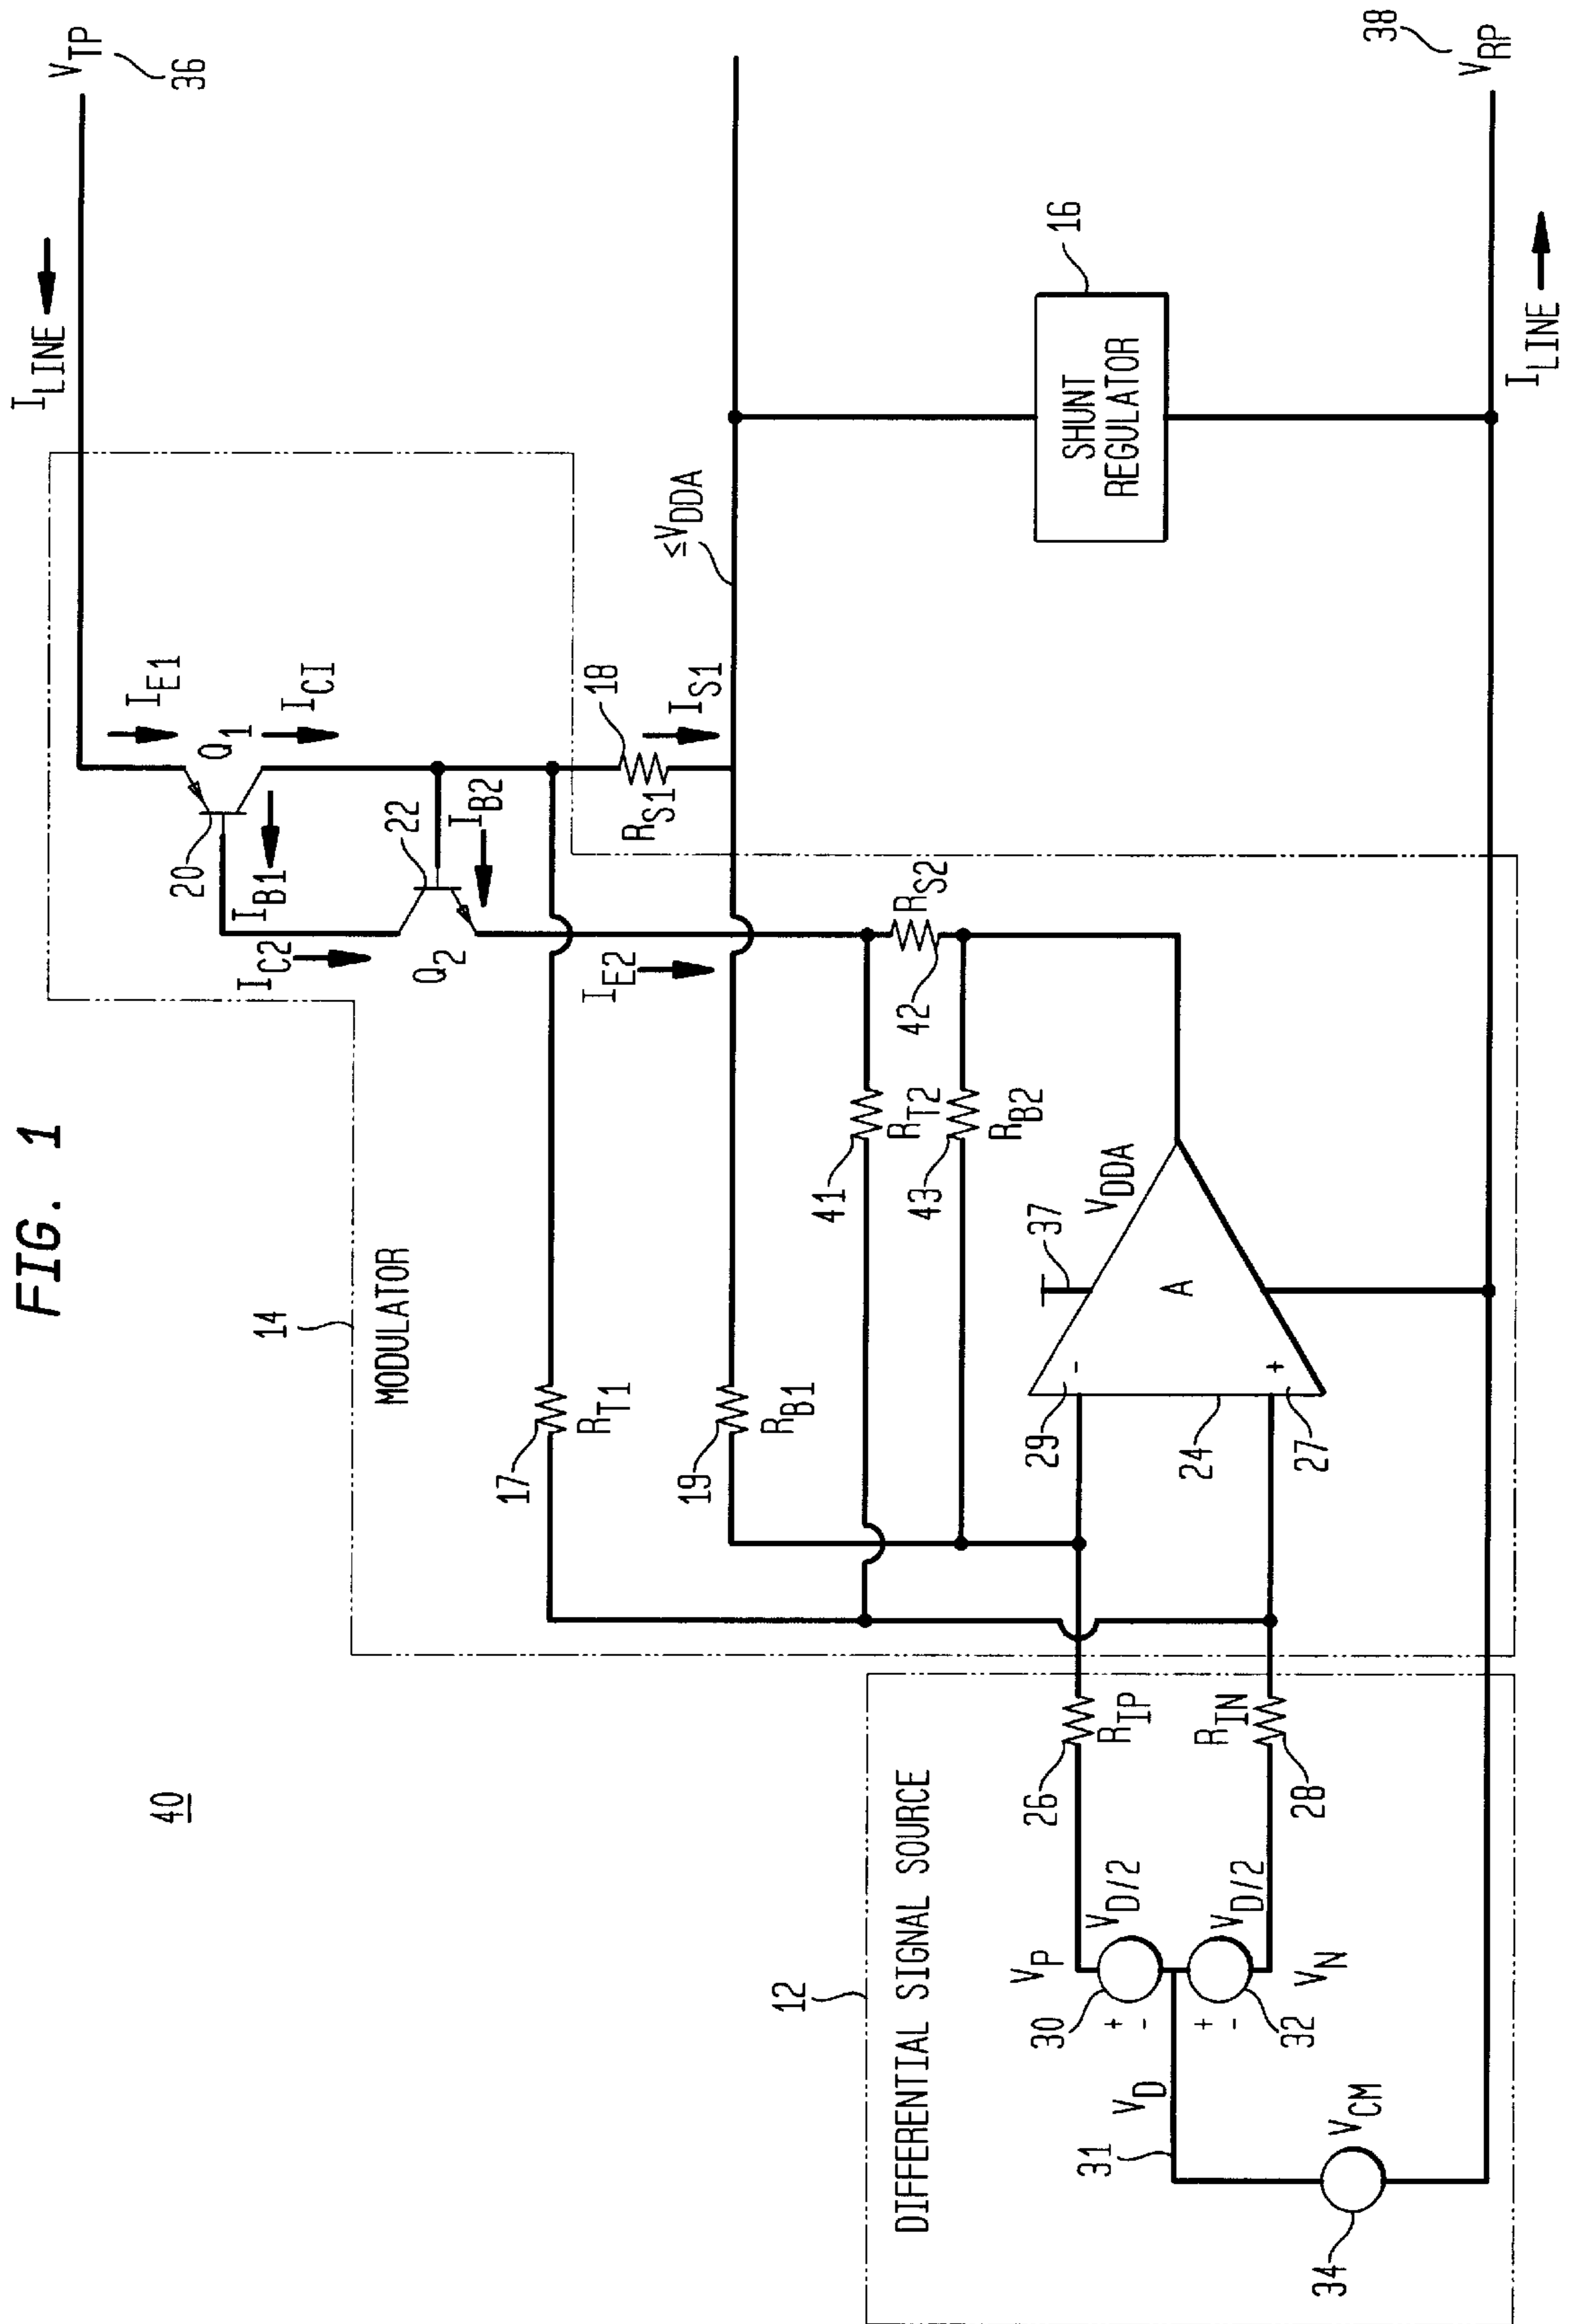 FIG. 1
40
12
DIFFERENTIAL SIGNAL SOURCE
14
MODULATOR
V_TP
36
I_LINE
I_E1
Q_1
I_CI
20
I_B1
I_C2
22
I_B2
Q_2
I_E2
18
R_S1
I_S1
≤V_DDA
SHUNT
REGULATOR
16
17
R_T1
19
R_B1
41
R_T2
43
R_B2
R_S2
42
V_DDA
37
A
-
+
29
24
27
26
R_IP
R_IN
28
V_P
V_D/2
30
+
-
V_D/2
V_N
32
+
-
V_D
31
V_CM
34
38
V_RP
I_LINE